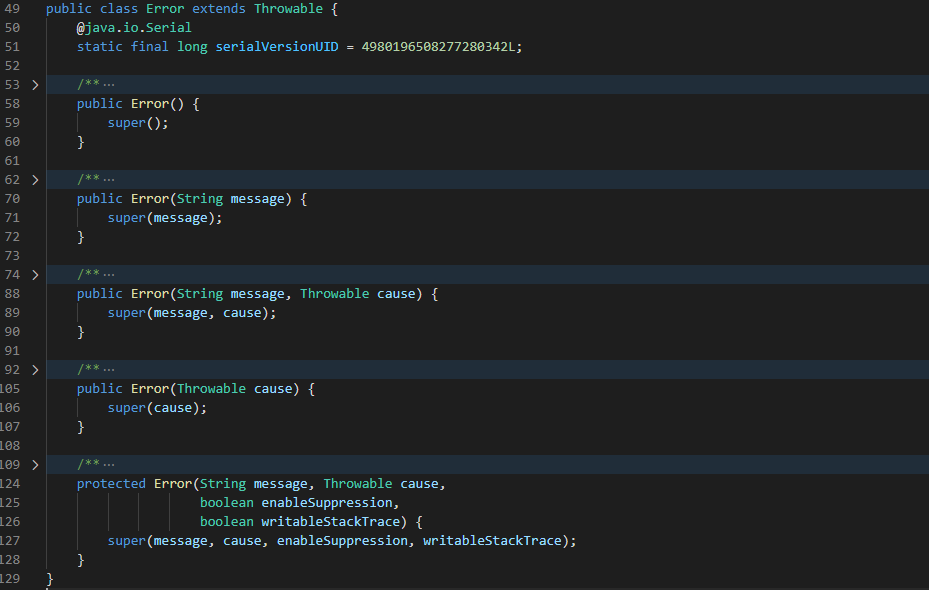 49 public class Error extends Throwable {
50     @java.io.Serial
51     static final long serialVersionUID = 4980196508277280342L;
52
53     /** ···
58     public Error() {
59         super();
60     }
61
62     /** ···
70     public Error(String message) {
71         super(message);
72     }
73
74     /** ···
88     public Error(String message, Throwable cause) {
89         super(message, cause);
90     }
91
92     /** ···
105     public Error(Throwable cause) {
106         super(cause);
107     }
108
109     /** ···
124     protected Error(String message, Throwable cause,
125                     boolean enableSuppression,
126                     boolean writableStackTrace) {
127         super(message, cause, enableSuppression, writableStackTrace);
128     }
129 }